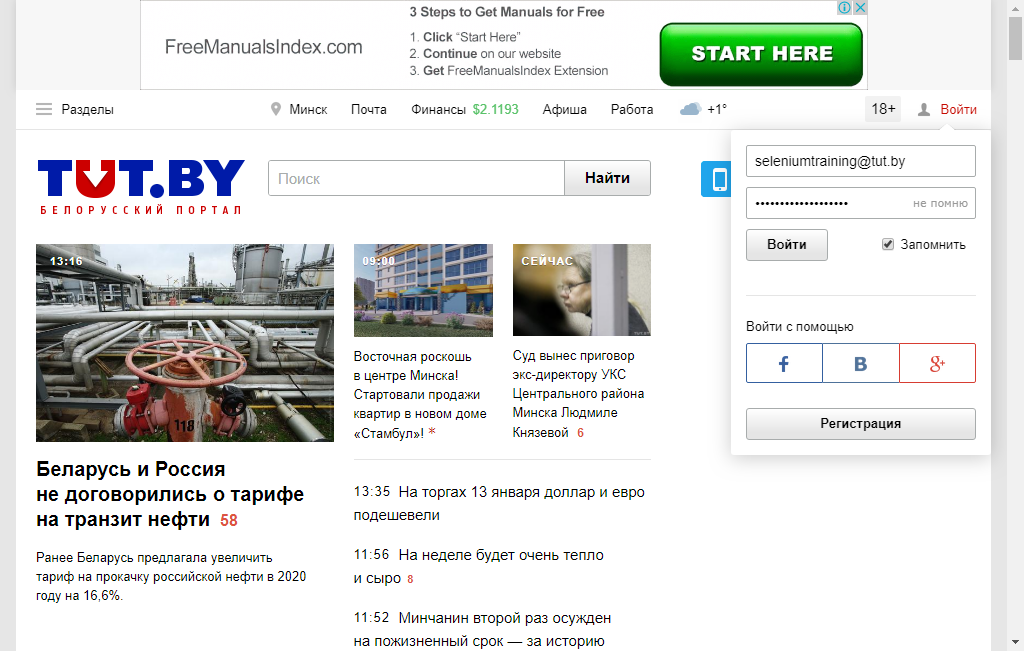 FreeManualsIndex.com
3 Steps to Get Manuals for Free
1. Click “Start Here”
2. Continue on our website
3. Get FreeManualsIndex Extension
START HERE
Разделы
Минск
Почта
Финансы $2.1193
Афиша
Работа
+1°
18+
Войти
TUT.BY
БЕЛОРУССКИЙ ПОРТАЛ
Поиск
Найти
seleniumtraining@tut.by
•••••••••••••••••••
не помню
Войти
Запомнить
Войти с помощью
f
B
g+
Регистрация
13:16
118
Беларусь и Россия
не договорились о тарифе
на транзит нефти 58
Ранее Беларусь предлагала увеличить
тариф на прокачку российской нефти в 2020
году на 16,6%.
09:00
Восточная роскошь
в центре Минска!
Стартовали продажи
квартир в новом доме
«Стамбул»! *
СЕЙЧАС
TUT.BY
Суд вынес приговор
экс-директору УКС
Центрального района
Минска Людмиле
Князевой 6
13:35 На торгах 13 января доллар и евро
подешевели
11:56 На неделе будет очень тепло
и сыро 8
11:52 Минчанин второй раз осужден
на пожизненный срок — за историю